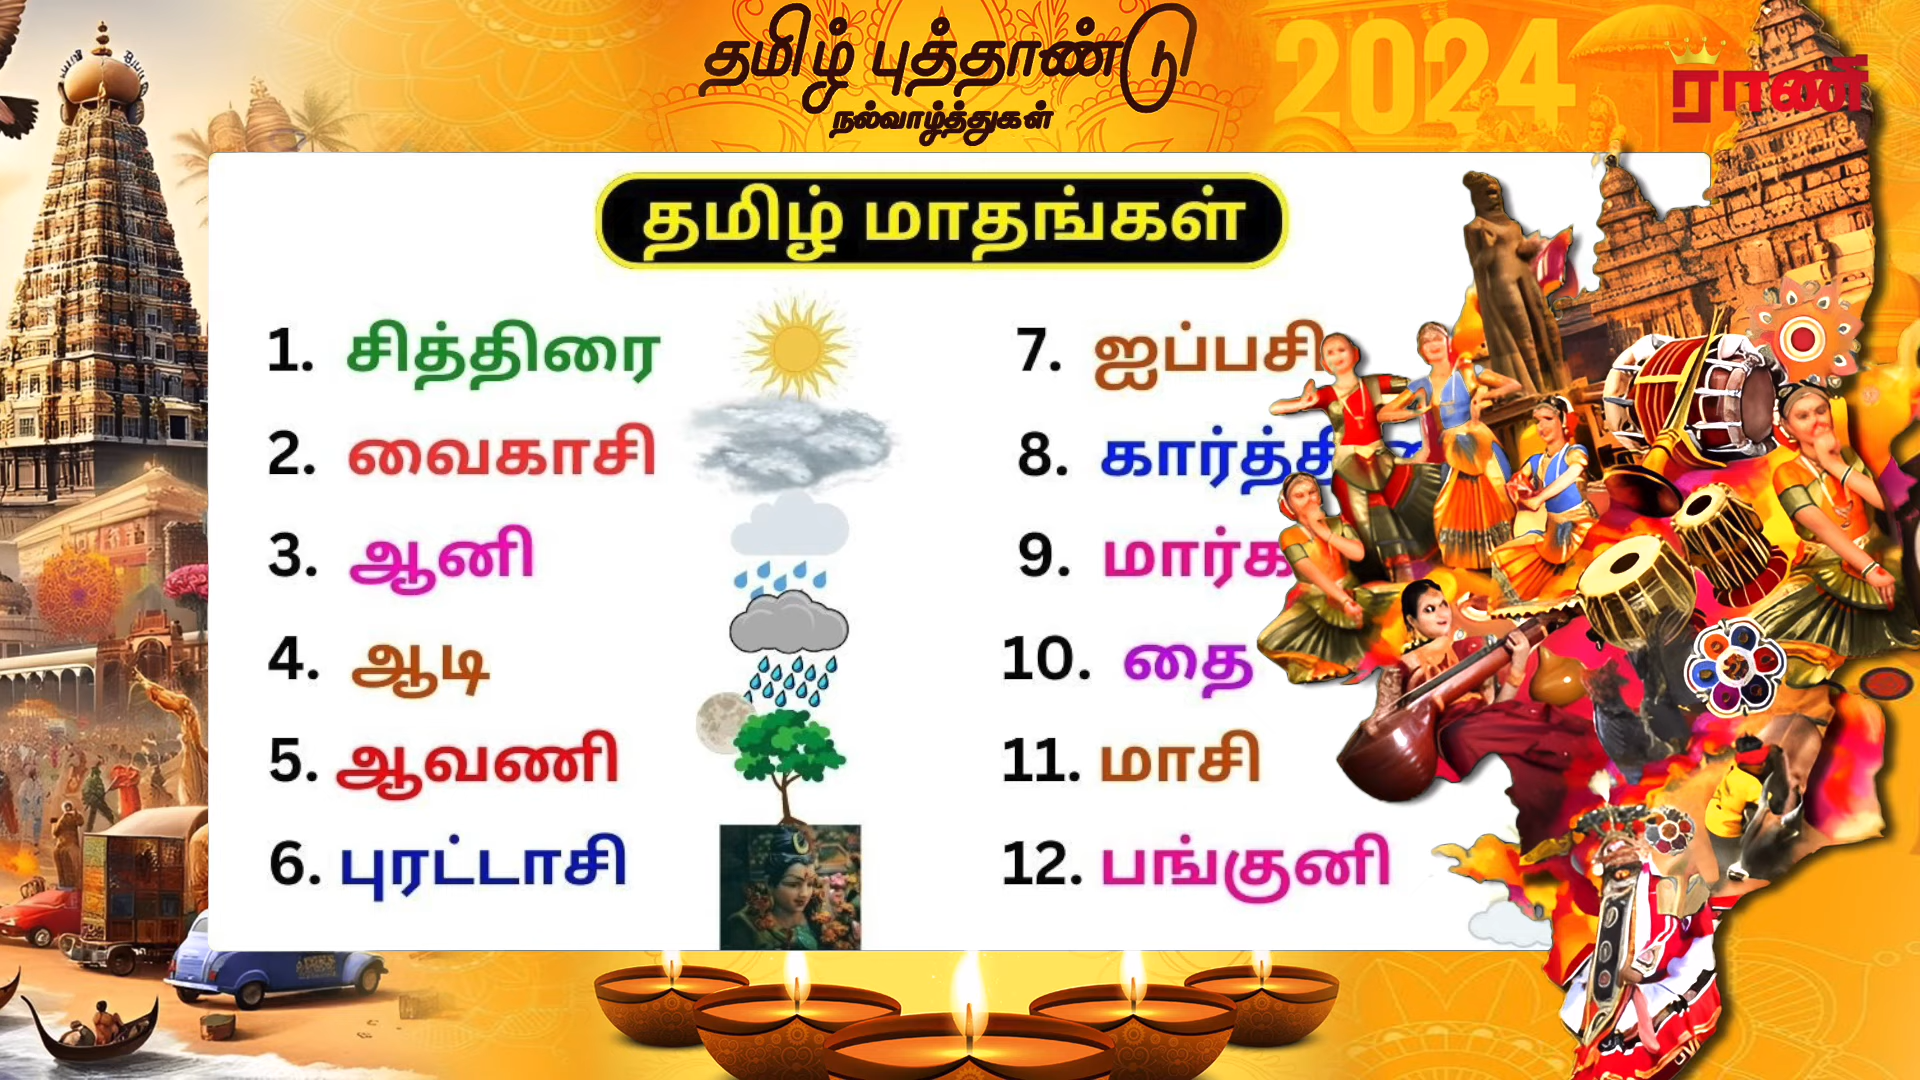 தமிழ் புத்தாண்டு
நல்வாழ்த்துகள்
2024
ராணி
தமிழ் மாதங்கள்
1. சித்திரை
2. வைகாசி
3. ஆனி
4. ஆடி
5. ஆவணி
6. புரட்டாசி
7. ஐப்பசி
8.
9.
10. தை
11. மாசி
12. பங்குனி